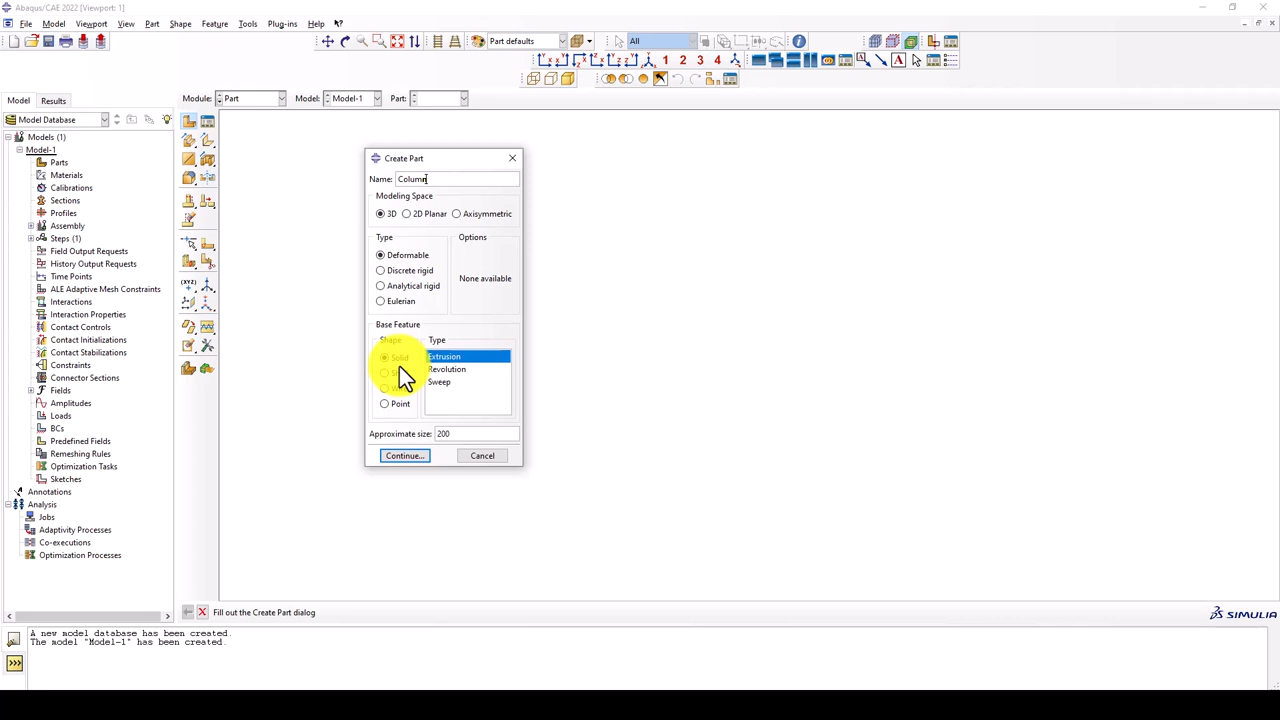 Abaqus/CAE 2022 [Viewport: 1]
File Model Viewport View Part Shape Feature Tools Plug-ins Help
Part defaults All
1 2 3 4
Model Results Module: Part Model: Model-1 Part:
Model Database
Models (1)
Model-1
Parts
Materials
Calibrations
Sections
Profiles
Assembly
Steps (1)
Field Output Requests
History Output Requests
Time Points
ALE Adaptive Mesh Constraints
Interactions
Interaction Properties
Contact Controls
Contact Initializations
Contact Stabilizations
Constraints
Connector Sections
Fields
Amplitudes
Loads
BCs
Predefined Fields
Remeshing Rules
Optimization Tasks
Sketches
Annotations
Analysis
Jobs
Adaptivity Processes
Co-executions
Optimization Processes
(XYZ)
Create Part
Name: Column
Modeling Space
3D 2D Planar Axisymmetric
Type Options
Deformable
Discrete rigid
None available
Analytical rigid
Eulerian
Base Feature
Shape Type
Solid Extrusion
Revolution
Sweep
Point
Approximate size: 200
Continue... Cancel
Fill out the Create Part dialog
SIMULIA
A new model database has been created.
The model "Model-1" has been created.
>>>